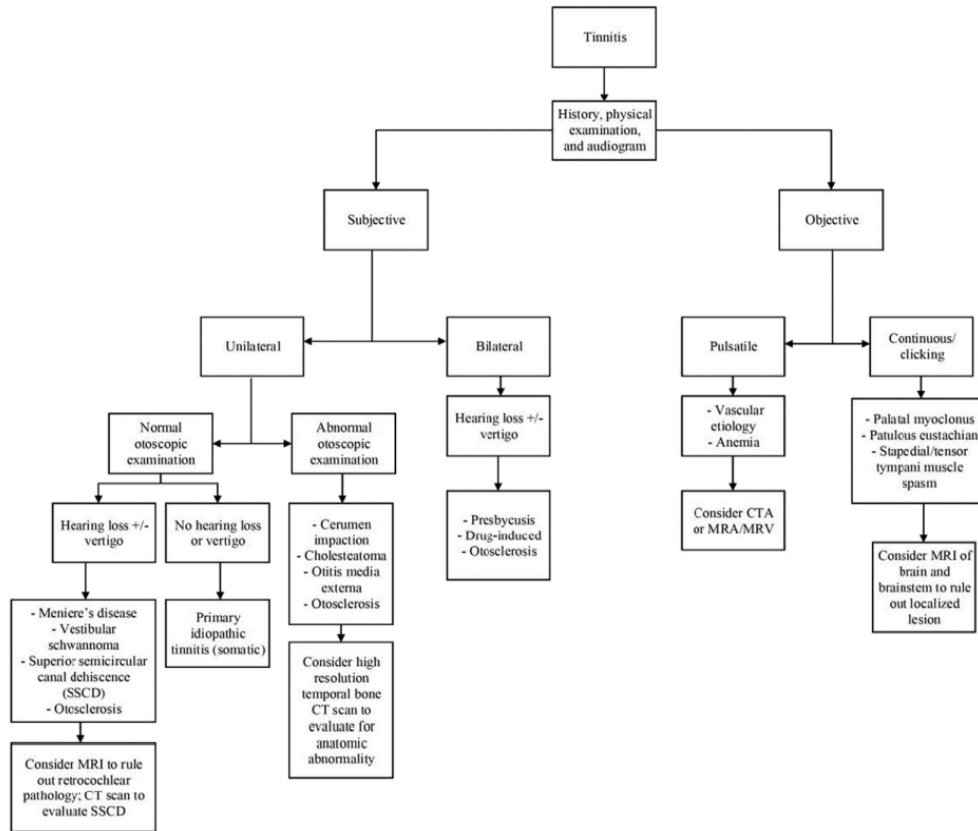 Tinnitis
History, physical
examination,
and audiogram
Subjective
Objective
Unilateral
Bilateral
Pulsatile
Continuous/
clicking
Normal
otoscopic
examination
Abnormal
otoscopic
examination
Hearing loss +/-
vertigo
- Vascular
etiology
- Anemia
- Palatal myoclonus
- Patulous eustachian
- Stapedial/tensor
tympani muscle
spasm
Hearing loss +/-
vertigo
No hearing loss
or vertigo
- Cerumen
impaction
- Cholesteatoma
- Otitis media
externa
- Otosclerosis
- Presbycusis
- Drug-induced
- Otosclerosis
Consider CTA
or MRA/MRV
Consider MRI of
brain and
brainstem to rule
out localized
lesion
- Meniere's disease
- Vestibular
schwannoma
- Superior semicircular
canal dehiscence
(SSCD)
- Otosclerosis
Primary
idiopathic
tinnitis (somatic)
Consider high
resolution
temporal bone
CT scan to
evaluate for
anatomic
abnormality
Consider MRI to rule
out retrocochlear
pathology; CT scan to
evaluate SSCD